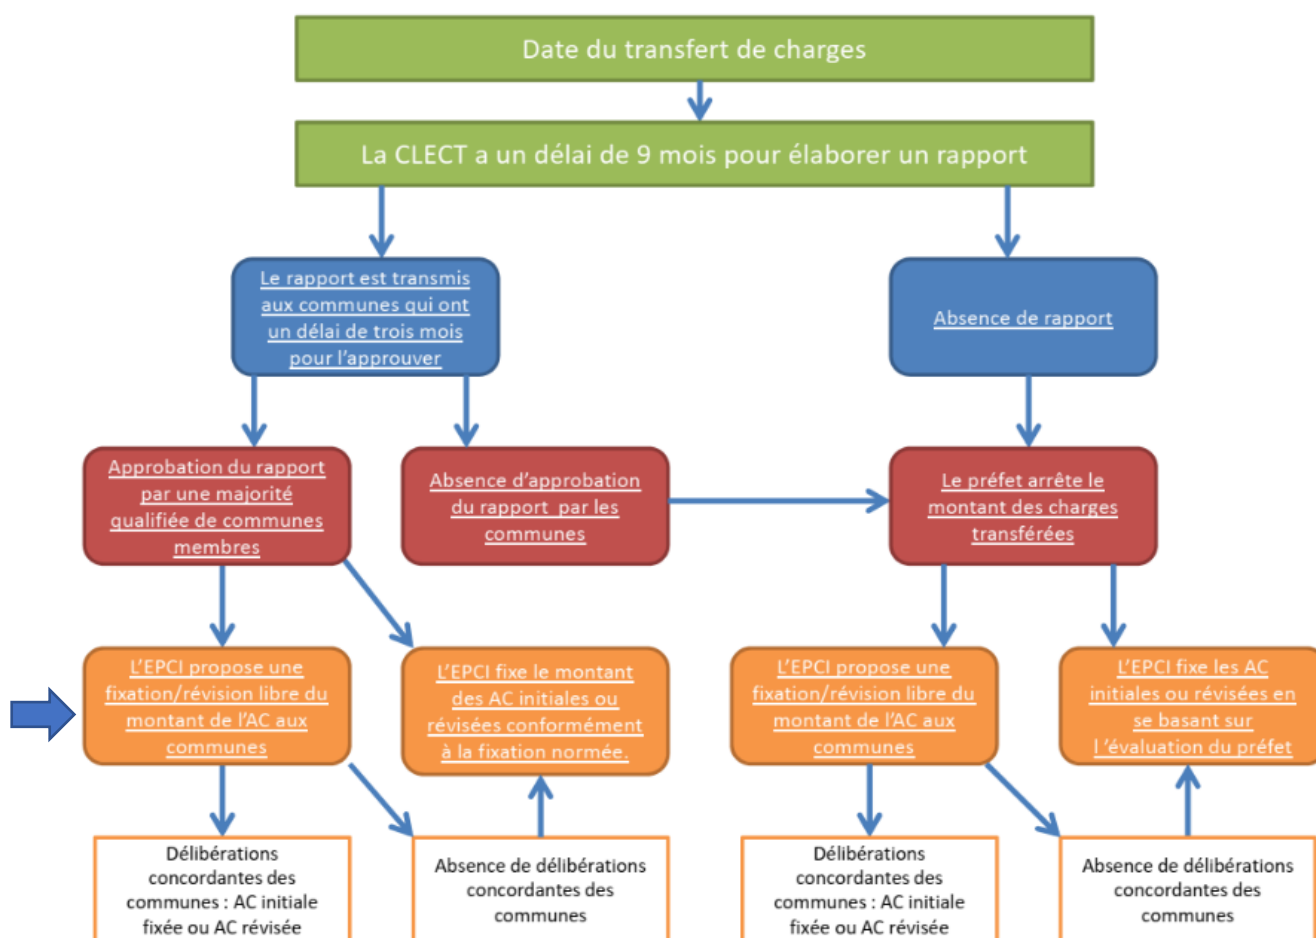 Date du transfert de charges
La CLECT a un délai de 9 mois pour élaborer un rapport
Le rapport est transmis
aux communes qui ont
un délai de trois mois
pour l'approuver
Absence de rapport
Approbation du rapport
par une majorité
qualifiée de communes
membres
Absence d'approbation
du rapport par les
communes
Le préfet arrête le
montant des charges
transférées
L'EPCI propose une
fixation/révision libre du
montant de l'AC aux
communes
L'EPCI fixe le montant
des AC initiales ou
révisées conformément
à la fixation normée.
L'EPCI propose une
fixation/révision libre du
montant de l'AC aux
communes
L'EPCI fixe les AC
initiales ou révisées en
se basant sur
l 'évaluation du préfet
Délibérations
concordantes des
communes : AC initiale
fixée ou AC révisée
Absence de délibérations
concordantes des
communes
Délibérations
concordantes des
communes : AC initiale
fixée ou AC révisée
Absence de délibérations
concordantes des
communes